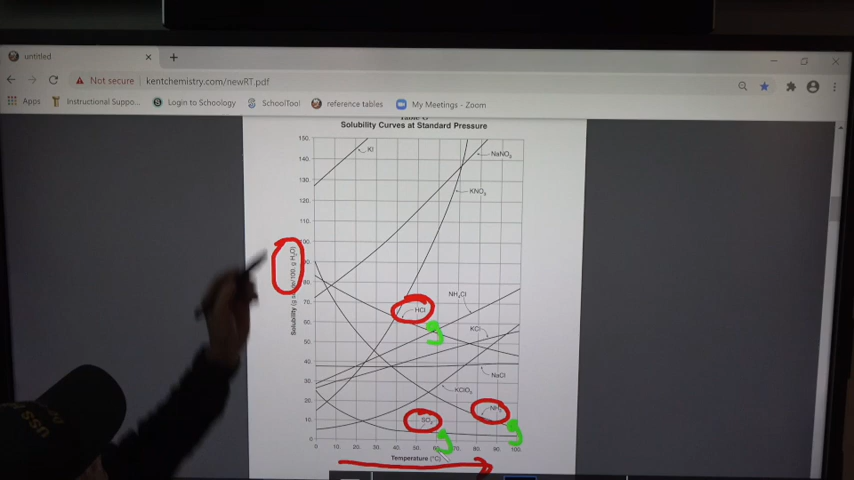 untitled
Not secure kentchemistry.com/newRT.pdf
Apps Instructional Suppo... Login to Schoology SchoolTool reference tables My Meetings - Zoom
Solubility Curves at Standard Pressure
150.
KI
140.
NaNO₃
130.
KNO₃
120.
110.
100.
90.
80.
70.
NH₄Cl
HCl
60.
KCl
50.
40.
NaCl
30.
KClO₃
20.
NH₃
10.
SO₂
0
0 10. 20. 30. 40. 50. 60. 70. 80. 90. 100.
Temperature (°C)
Solubility (g solute/100. g H₂O)
g
g
g
USS